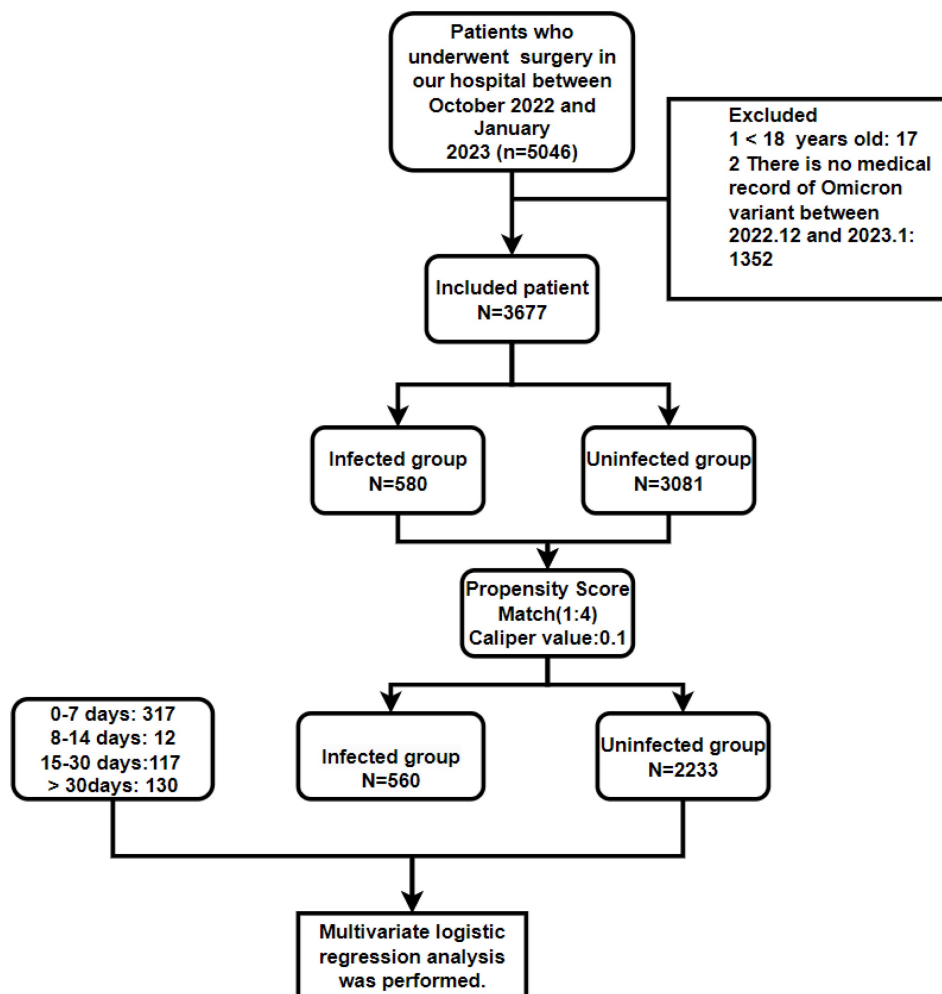 Patients who
underwent surgery in
our hospital between
October 2022 and
January
2023 (n=5046)
Excluded
1 < 18 years old: 17
2 There is no medical
record of Omicron
variant between
2022.12 and 2023.1:
1352
Included patient
N=3677
Infected group
N=580
Uninfected group
N=3081
Propensity Score
Match(1:4)
Caliper value:0.1
0-7 days: 317
8-14 days: 12
15-30 days:117
> 30days: 130
Infected group
N=560
Uninfected group
N=2233
Multivariate logistic
regression analysis
was performed.